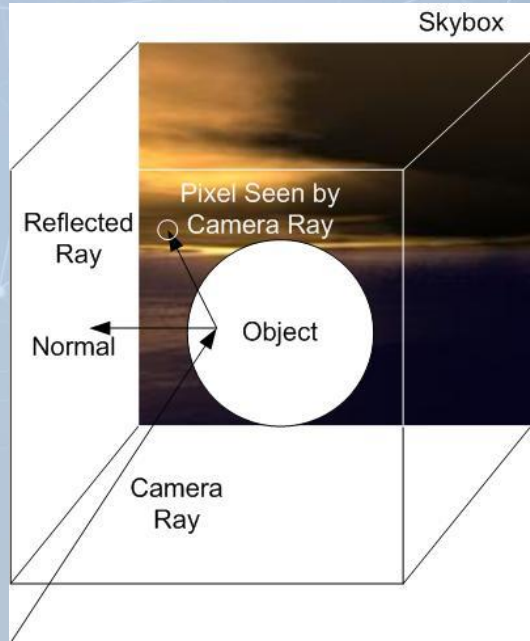 Skybox
Pixel Seen by
Camera Ray
Reflected
Ray
Normal
Object
Camera
Ray